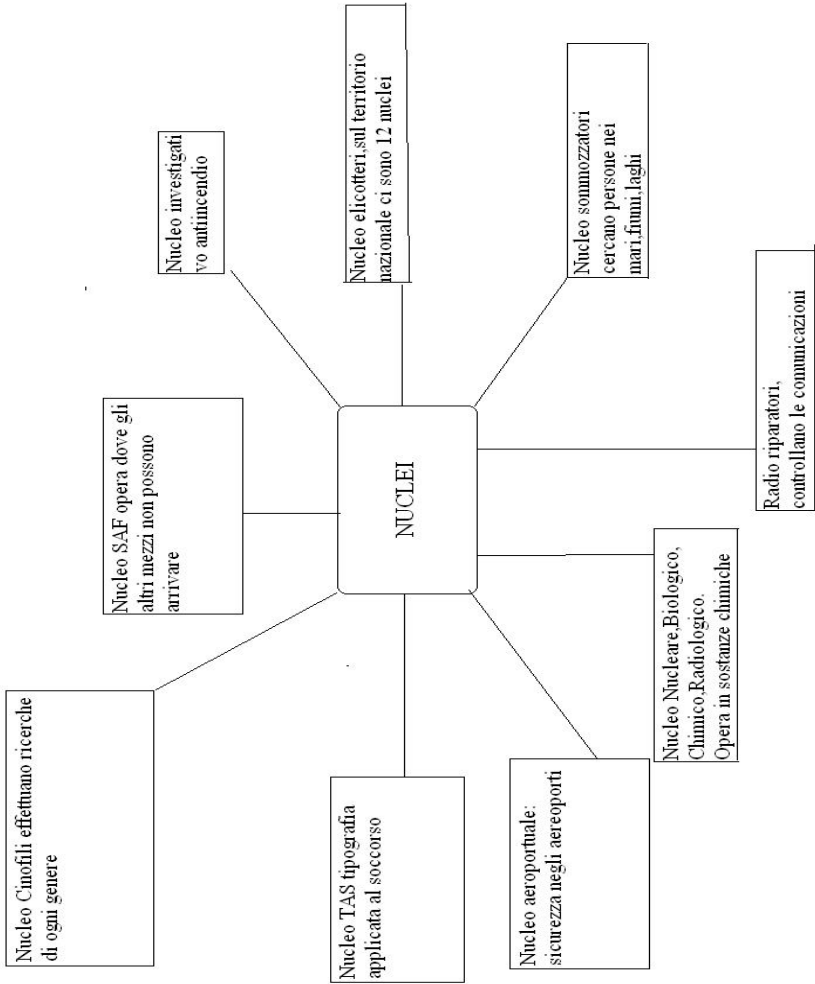 Nucleo Cinofili effettuano ricerche
di ogni genere
Nucleo SAF opera dove gli
altri mezzi non possono
arrivare
Nucleo investigati
vo antiincendio
Nucleo TAS tipografia
applicata al soccorso
NUCLEI
Nucleo elicotteri,sul territorio
nazionale ci sono 12 nuclei
Nucleo aeroportuale:
sicurezza negli aereoporti
Nucleo Nucleare,Biologico,
Chimico,Radiologico.
Opera in sostanze chimiche
Radio riparatori,
controllano le comunicazioni
Nucleo sommozzatori
cercano persone nei
mari,fiumi,laghi